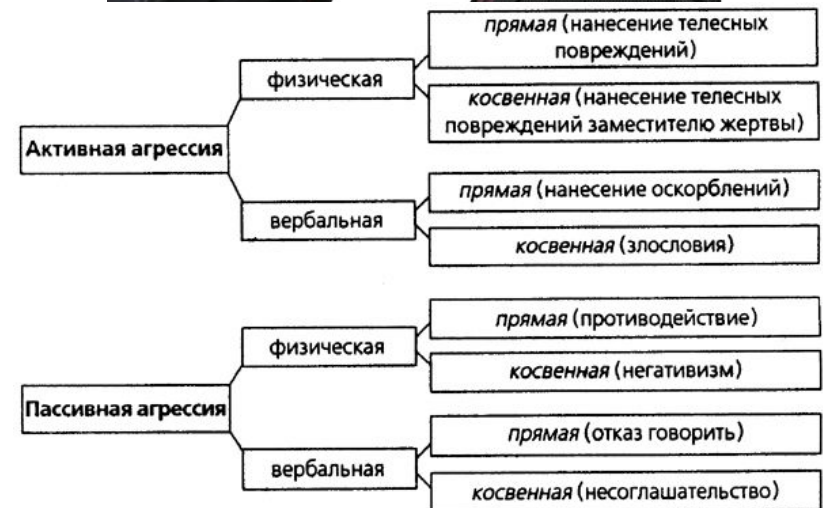 прямая (нанесение телесных
повреждений)
физическая
косвенная (нанесение телесных
повреждений заместителю жертвы)
Активная агрессия
прямая (нанесение оскорблений)
вербальная
косвенная (злословия)
прямая (противодействие)
физическая
косвенная (негативизм)
Пассивная агрессия
прямая (отказ говорить)
вербальная
косвенная (несоглашательство)